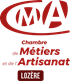 CMA
Chambre
de Métiers
et de l'Artisanat
LOZÈRE